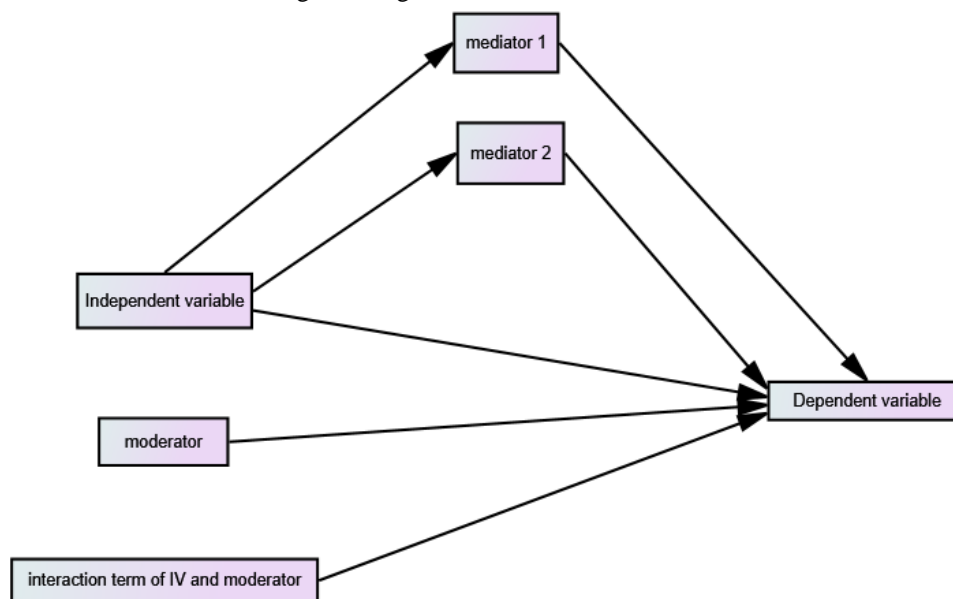 mediator 1
mediator 2
Independent variable
Dependent variable
moderator
interaction term of IV and moderator